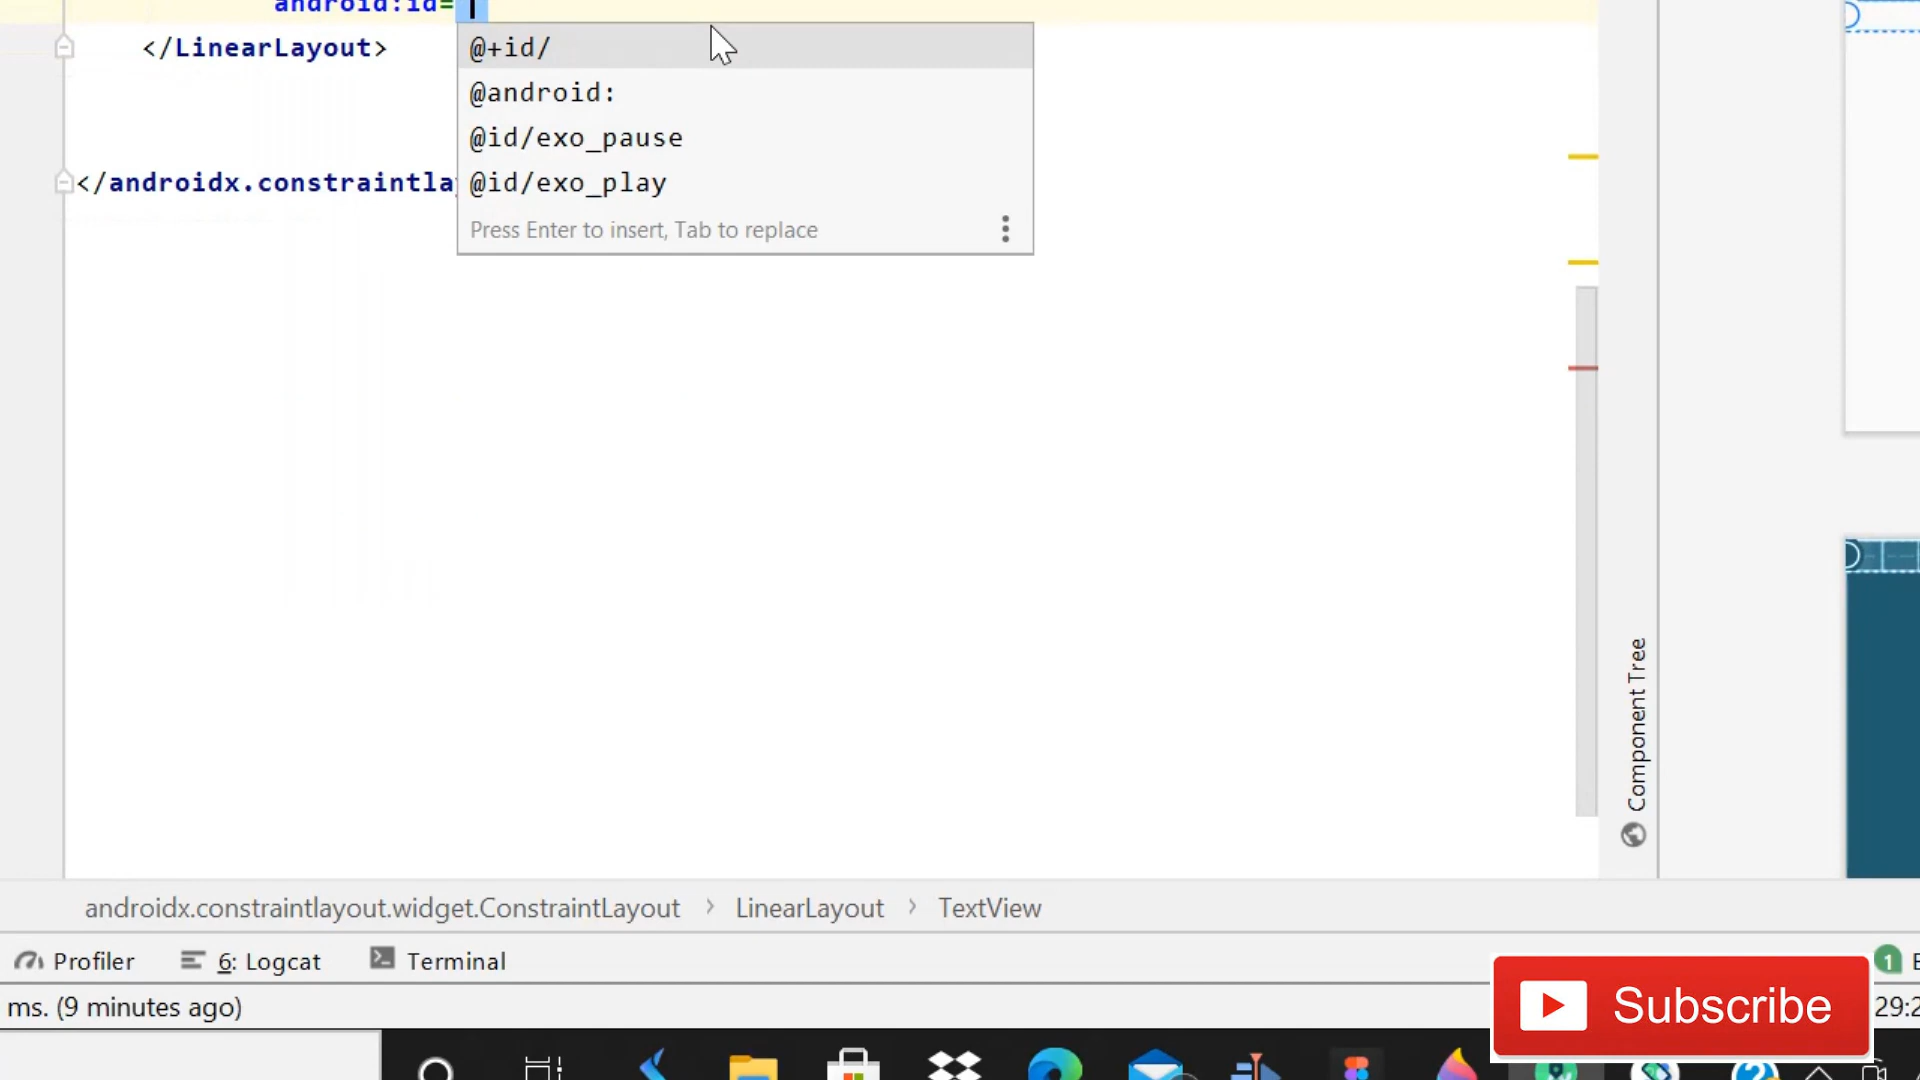 android:id=
@+id/
</LinearLayout>
@android:
@id/exo_pause
</androidx.constraintla
@id/exo_play
Press Enter to insert, Tab to replace
Component Tree
androidx.constraintlayout.widget.ConstraintLayout > LinearLayout > TextView
Profiler
6: Logcat
Terminal
1
E
Subscribe
ms. (9 minutes ago)
29:2